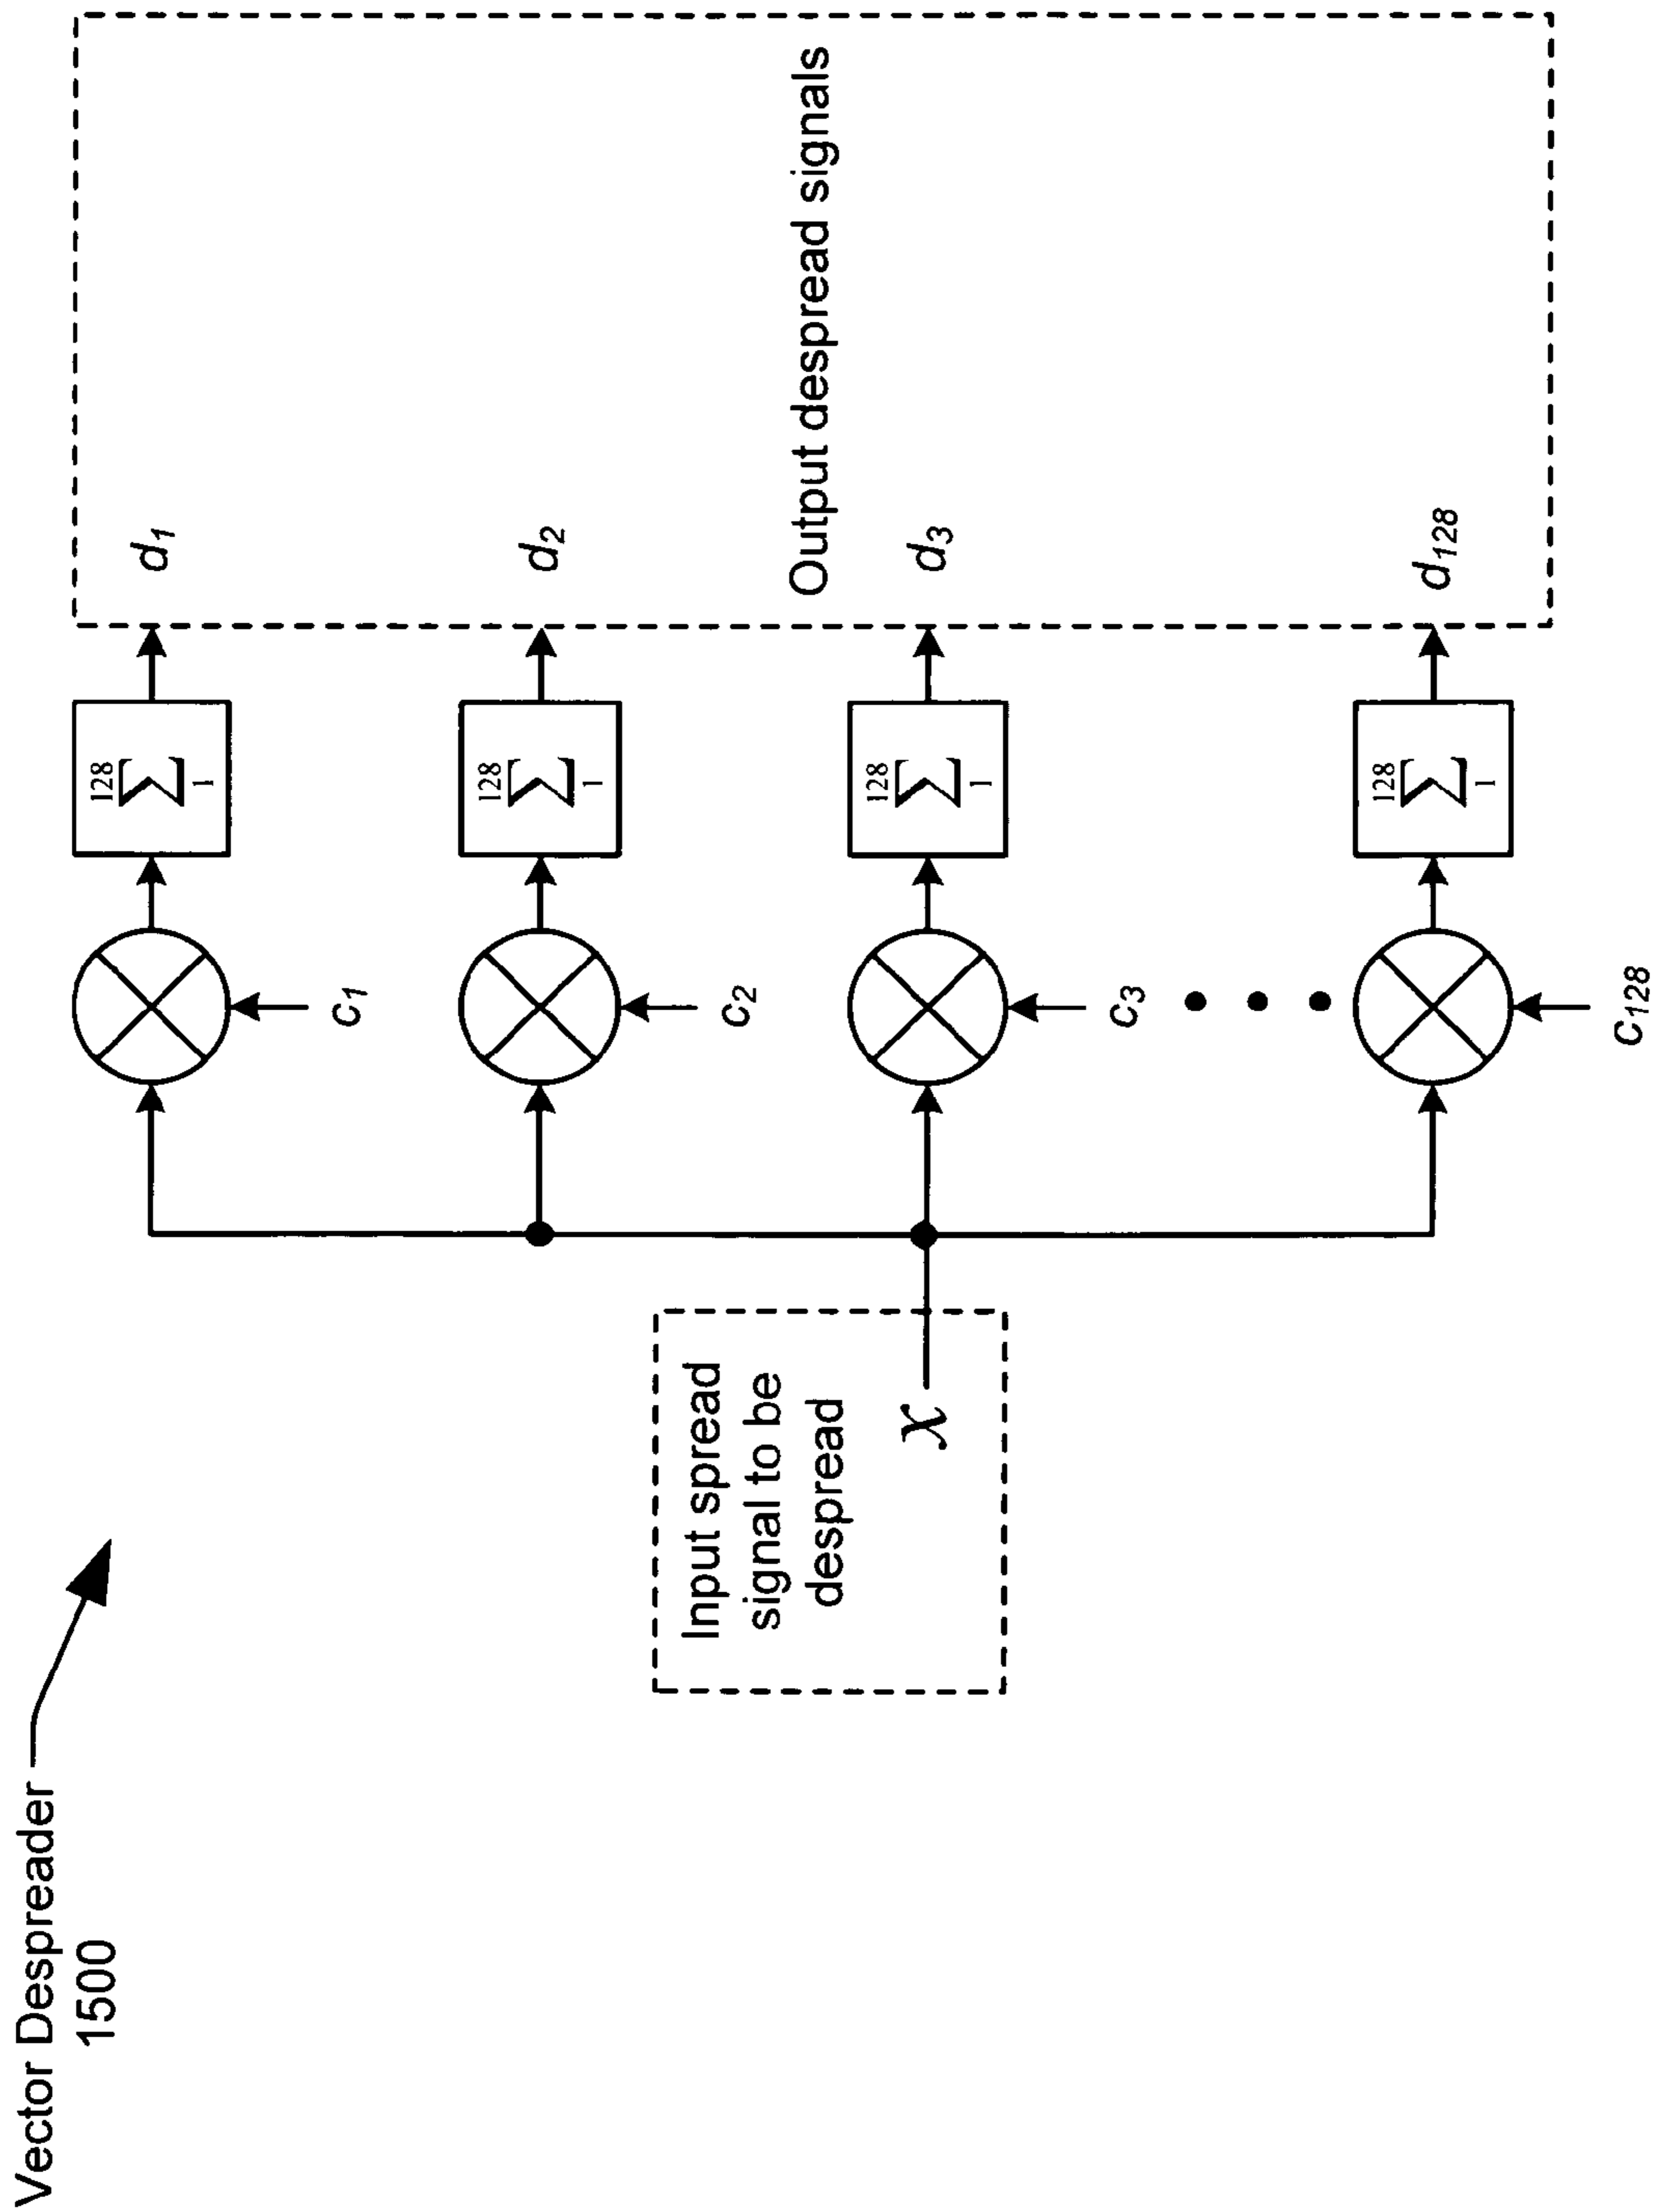 Vector Despreader
1500
Input spread
signal to be
despread
x
c1
c2
c3
c128
128
∑
1
128
∑
1
128
∑
1
128
∑
1
d1
d2
d3
d128
Output despread signals